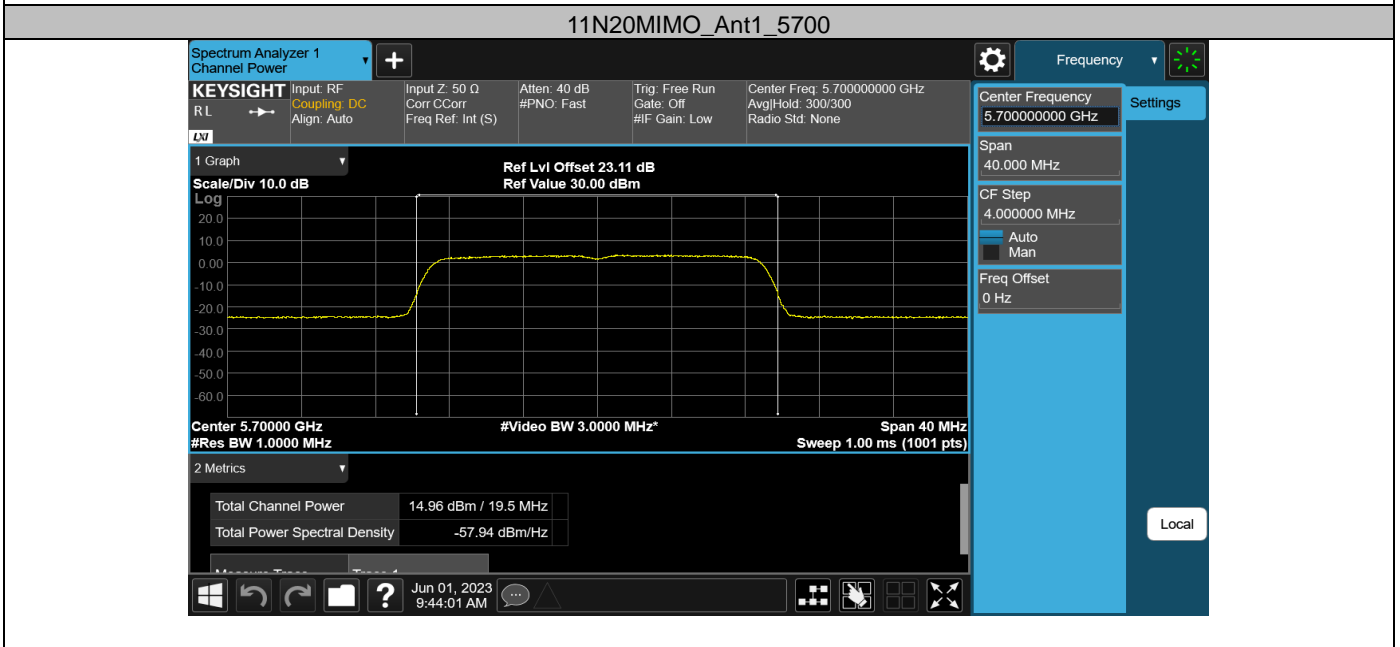 11N20MIMO_Ant1_5700
Spectrum Analyzer 1
Channel Power
Frequency
KEYSIGHT
RL
LXI
Input: RF
Coupling: DC
Align: Auto
Input Z: 50 Ω
Corr CCorr
Freq Ref: Int (S)
Atten: 40 dB
#PNO: Fast
Trig: Free Run
Gate: Off
#IF Gain: Low
Center Freq: 5.700000000 GHz
Avg|Hold: 300/300
Radio Std: None
Center Frequency
5.700000000 GHz
Settings
Span
40.000 MHz
CF Step
4.000000 MHz
Auto
Man
Freq Offset
0 Hz
1 Graph
Scale/Div 10.0 dB
Ref Lvl Offset 23.11 dB
Ref Value 30.00 dBm
Log
20.0
10.0
0.00
-10.0
-20.0
-30.0
-40.0
-50.0
-60.0
Center 5.70000 GHz
#Video BW 3.0000 MHz*
Span 40 MHz
#Res BW 1.0000 MHz
Sweep 1.00 ms (1001 pts)
2 Metrics
Total Channel Power 14.96 dBm / 19.5 MHz
Total Power Spectral Density -57.94 dBm/Hz
Measure Trace Trace 1
Local
?
Jun 01, 2023
9:44:01 AM